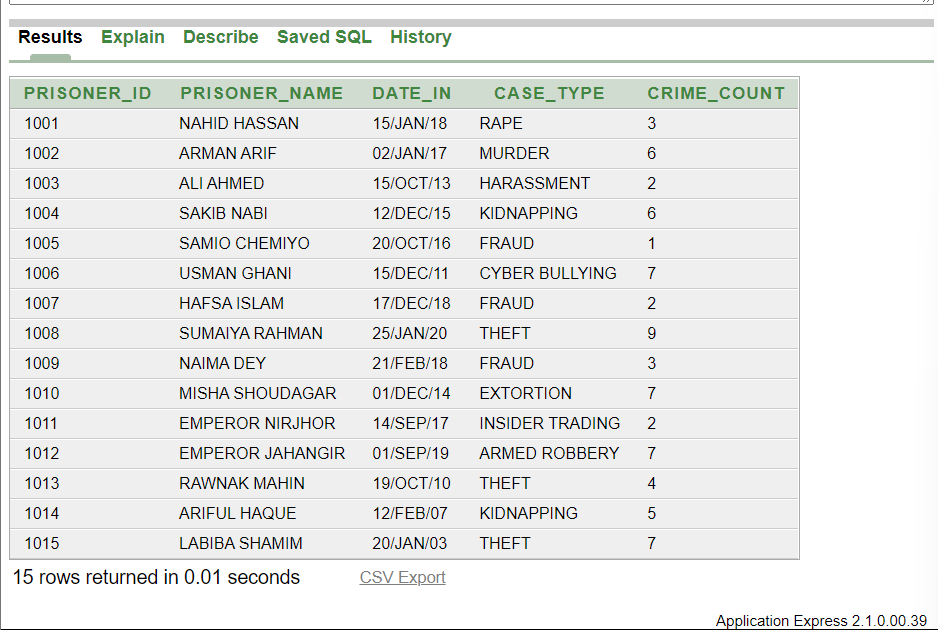 Results Explain Describe Saved SQL History
PRISONER_ID PRISONER_NAME DATE_IN CASE_TYPE CRIME_COUNT
1001 NAHID HASSAN 15/JAN/18 RAPE 3
1002 ARMAN ARIF 02/JAN/17 MURDER 6
1003 ALI AHMED 15/OCT/13 HARASSMENT 2
1004 SAKIB NABI 12/DEC/15 KIDNAPPING 6
1005 SAMIO CHEMIYO 20/OCT/16 FRAUD 1
1006 USMAN GHANI 15/DEC/11 CYBER BULLYING 7
1007 HAFSA ISLAM 17/DEC/18 FRAUD 2
1008 SUMAIYA RAHMAN 25/JAN/20 THEFT 9
1009 NAIMA DEY 21/FEB/18 FRAUD 3
1010 MISHA SHOUDAGAR 01/DEC/14 EXTORTION 7
1011 EMPEROR NIRJHOR 14/SEP/17 INSIDER TRADING 2
1012 EMPEROR JAHANGIR 01/SEP/19 ARMED ROBBERY 7
1013 RAWNAK MAHIN 19/OCT/10 THEFT 4
1014 ARIFUL HAQUE 12/FEB/07 KIDNAPPING 5
1015 LABIBA SHAMIM 20/JAN/03 THEFT 7
15 rows returned in 0.01 seconds CSV Export
Application Express 2.1.0.00.39